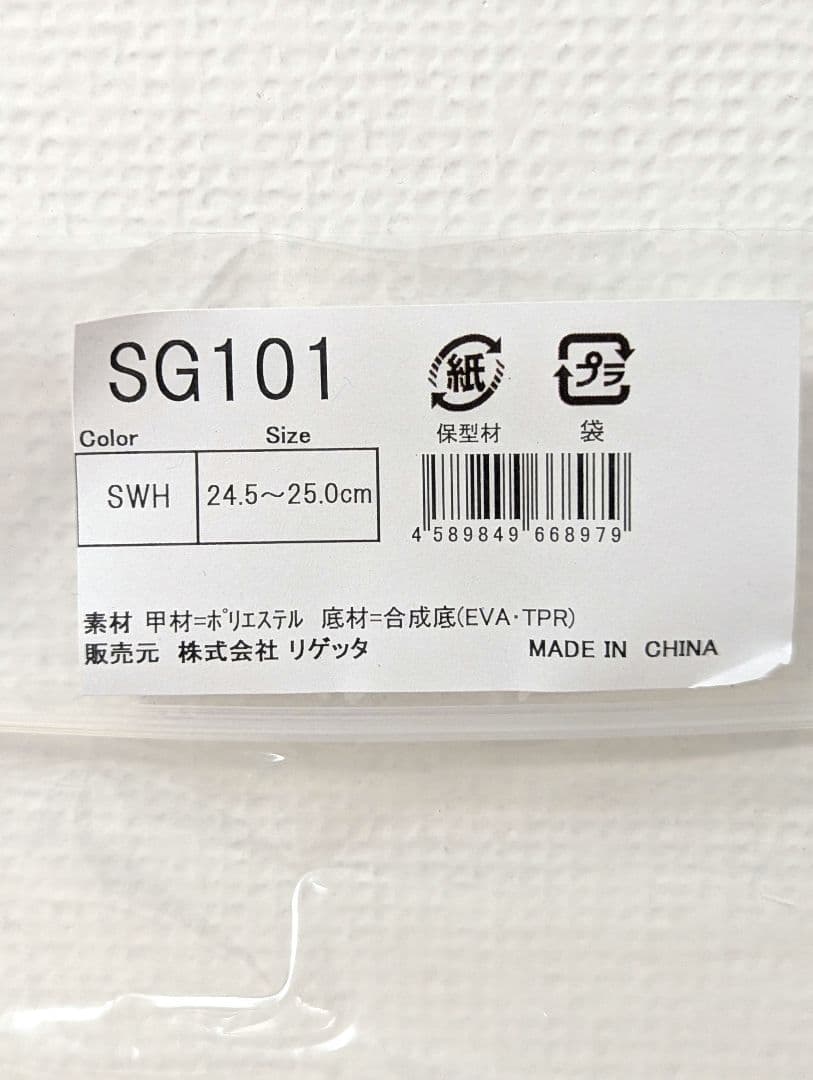 SG101
紙
プラ
保型材
袋
Color
Size
SWH
24.5～25.0cm
4 589849 668979
素材 甲材=ﾎﾟﾘエステル 底材=合成底(EVA･TPR)
販売元 株式会社 リゲッタ
MADE IN CHINA